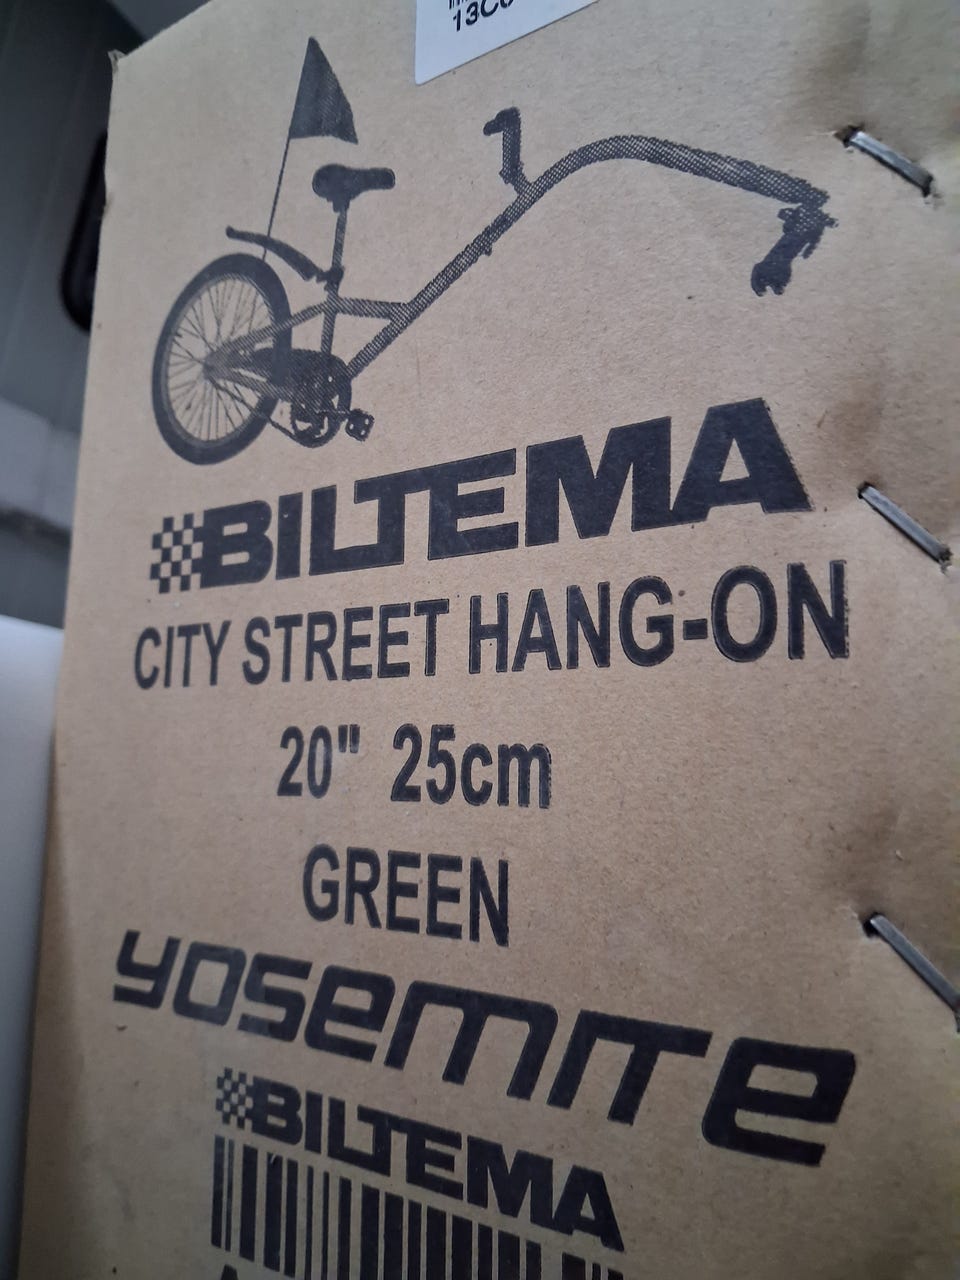 BILTEMA
CITY STREET HANG-ON
20" 25cm
GREEN
YOSEMITE
BILTEMA